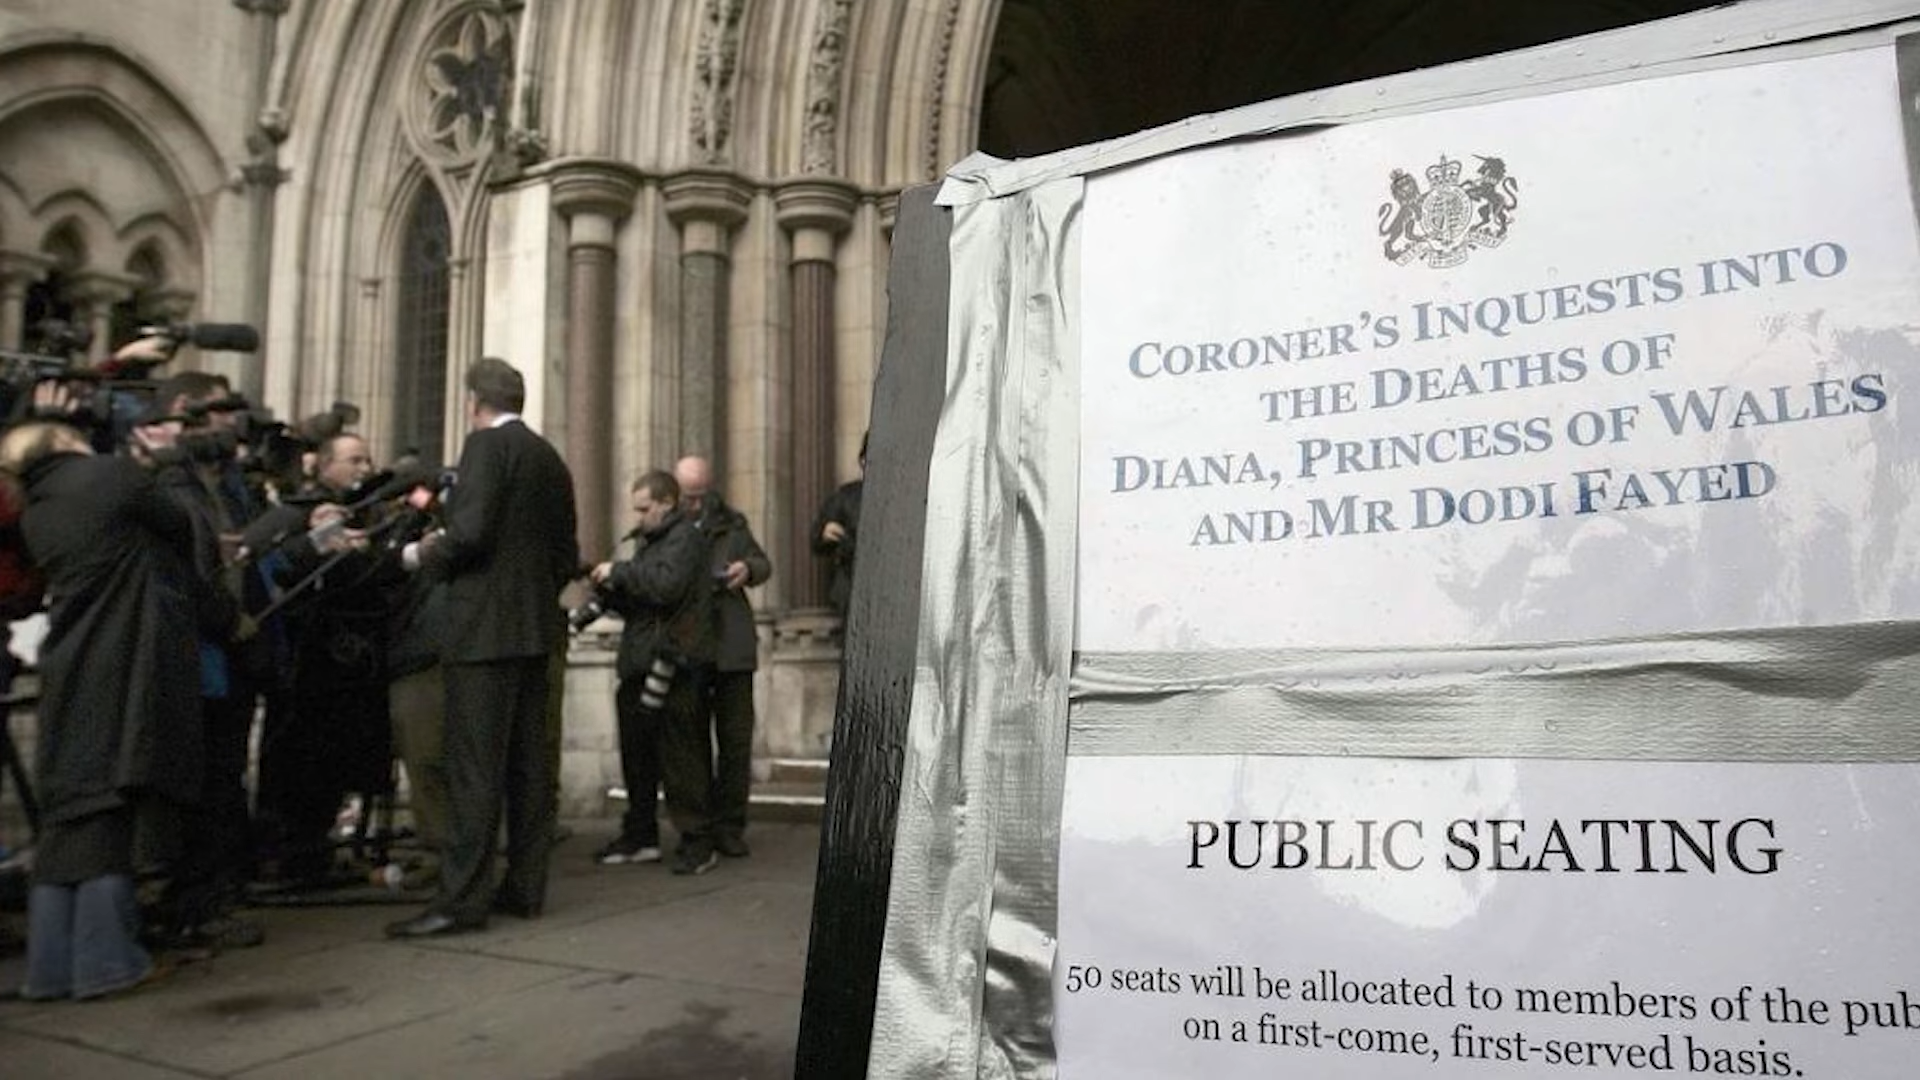 CORONER'S INQUESTS INTO
THE DEATHS OF
DIANA, PRINCESS OF WALES
AND MR DODI FAYED
PUBLIC SEATING
50 seats will be allocated to members of the pub
on a first-come, first-served basis.